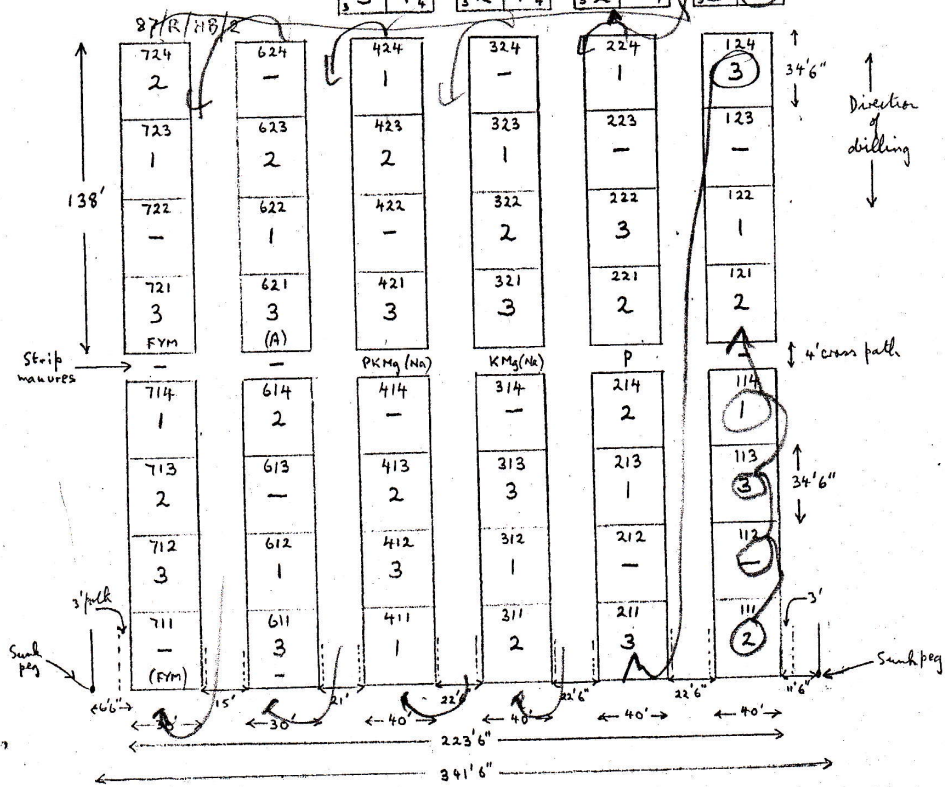 87/R/HB/2
724 624 424 324 224 124
2 – 1 – 1 3
34'6"
Direction
of
drilling
723 623 423 323 223 123
1 2 2 1 – –
138'
722 622 422 322 222 122
– 1 – 2 3 1
721 621 421 321 221 121
3 3 3 3 2 2
FYM (A)
Strip
manures
– – PKMg(Na) KMg(Na) P –
4' cross path
714 614 414 314 214 114
1 2 – – 2 1
713 613 413 313 213 113
2 – 2 3 1 3
34'6"
712 612 412 312 212 112
3 1 3 1 – –
3' path
3'
711 611 411 311 211 111
– 3 1 2 3 2
(FYM) –
Sunk
peg
Sunk peg
6'6" 15' 21' 22'6" 22'6" 22'6" 11'6"
30' 30' 40' 40' 40' 40'
223'6"
341'6"